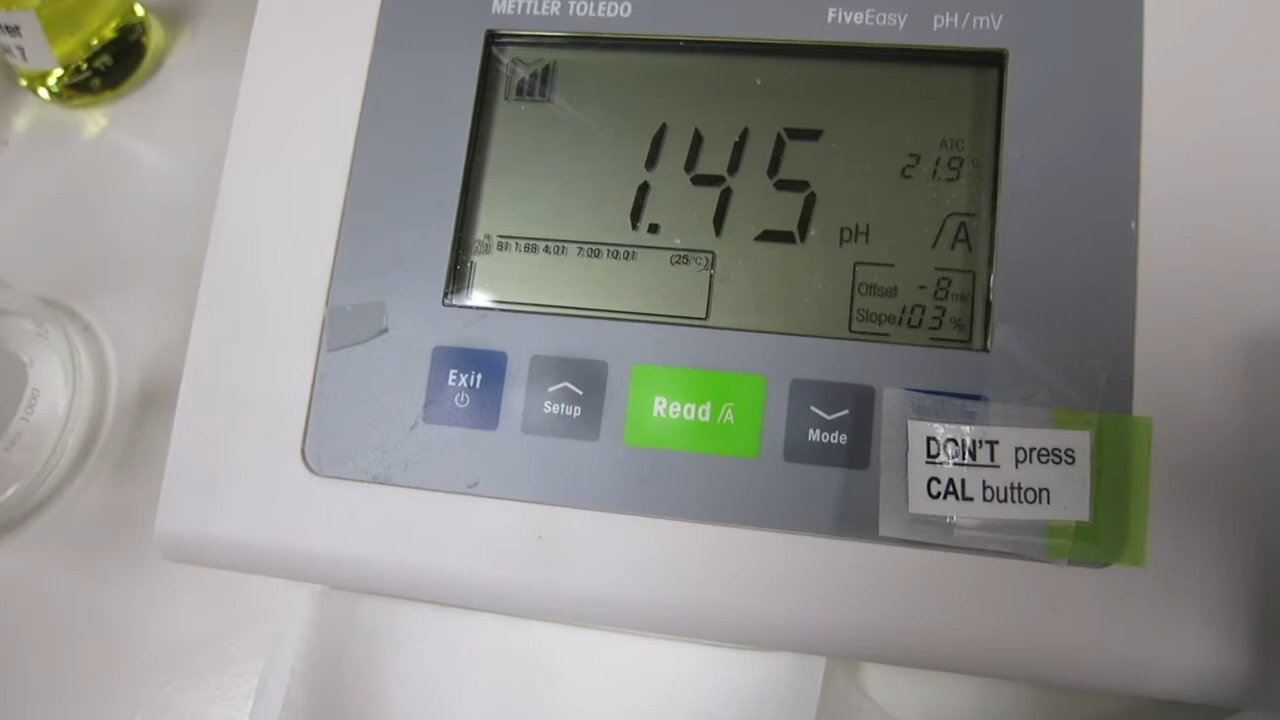 METTLER TOLEDO
FiveEasy pH/mV
1.45 pH
ATC
21.9
A
B1 1.68 4.01 7.00 10.01 (25°C)
Offset -8 mV
Slope 103 %
Exit
Setup
Read A
Mode
DON'T press
CAL button
1000